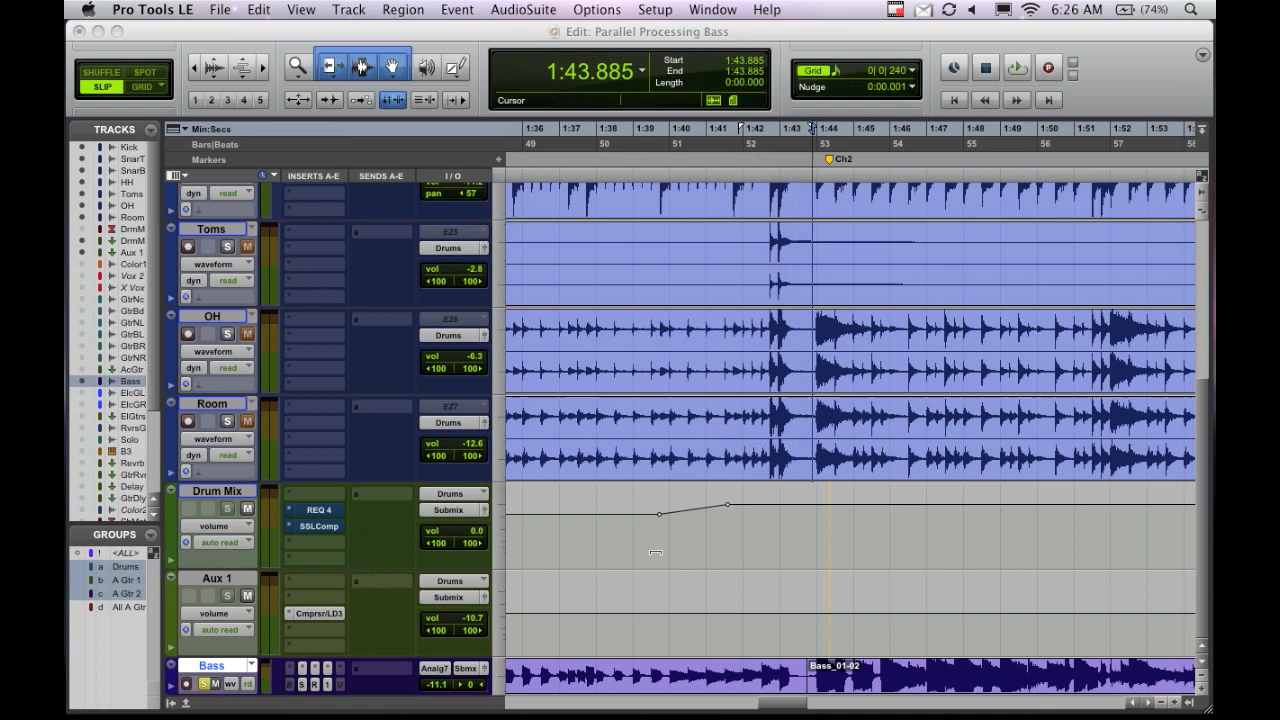 Pro Tools LE File Edit View Track Region Event AudioSuite Options Setup Window Help 6:26 AM (74%)
Edit: Parallel Processing Bass
SHUFFLE SPOT
SLIP GRID
1 2 3 4 5
1:43.885
Start 1:43.885
End 1:43.885
Length 0:00.000
Cursor
Grid 0| 0| 240
Nudge 0:00.001
TRACKS
Kick
SnarT
SnarB
HH
Toms
OH
Room
DrmM
DrmM
Aux 1
Color1
Vox 2
X Vox
GtrNc
GtrBd
GtrNL
GtrBL
GtrBR
GtrNR
AcGtr
Bass
ElcGL
ElcGR
ElGtrs
RvrsG
Solo
B3
Revrb
GtrRvr
Delay
GtrDly
Color2
GROUPS
! <ALL>
a Drums
b A Gtr 1
c A Gtr 2
d All A Gtr
Min:Secs 1:36 1:37 1:38 1:39 1:40 1:41 1:42 1:43 1:44 1:45 1:46 1:47 1:48 1:49 1:50 1:51 1:52 1:53
Bars|Beats 49 50 51 52 53 54 55 56 57 58
Markers Ch2
INSERTS A-E SENDS A-E I / O
dyn read pan 57
Toms a EZ5
S M Drums
waveform vol -2.8
dyn read 100 100
OH a EZ6
S M Drums
waveform vol -6.3
dyn read 100 100
Room a EZ7
S M Drums
waveform vol -12.6
dyn read 100 100
Drum Mix a Drums
S M REQ 4 Submix
volume SSLComp vol 0.0
auto read 100 100
Aux 1 a Drums
S M Submix
volume Cmprsr/LD3 vol -10.7
auto read 100 100
Bass Analg7 Sbmx Bass_01-02
S M wv rd B S R 1 U -11.1 0